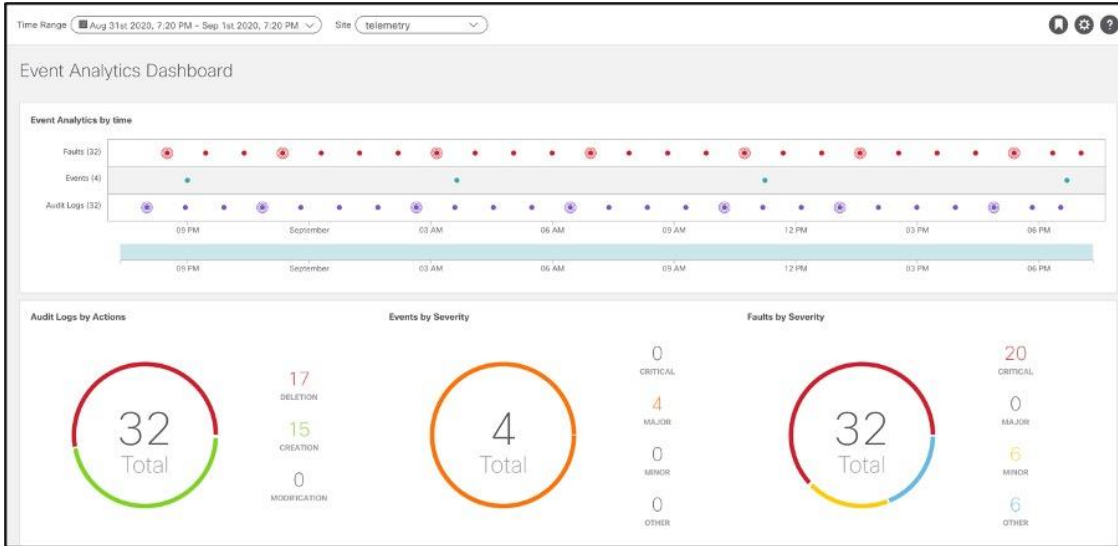 Time Range Aug 31st 2020, 7:20 PM - Sep 1st 2020, 7:20 PM Site telemetry
?
Event Analytics Dashboard
Event Analytics by time
Faults (32)
Events (4)
Audit Logs (32)
09 PM September 03 AM 06 AM 09 AM 12 PM 03 PM 06 PM
09 PM September 03 AM 06 AM 09 AM 12 PM 03 PM 06 PM
Audit Logs by Actions
32
Total
17
DELETION
15
CREATION
0
MODIFICATION
Events by Severity
4
Total
0
CRITICAL
4
MAJOR
0
MINOR
0
OTHER
Faults by Severity
32
Total
20
CRITICAL
0
MAJOR
6
MINOR
6
OTHER